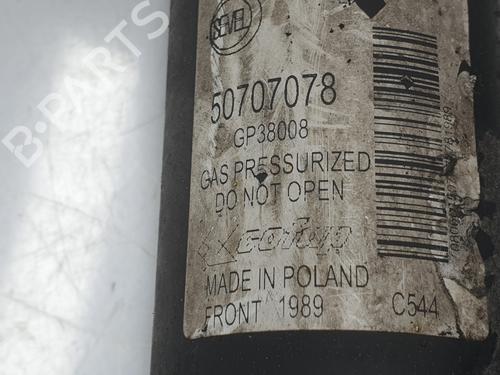 SEVEL
50707078
GP38008
GAS PRESSURIZED
DO NOT OPEN
MADE IN POLAND
FRONT 1989
C544
B-PARTS